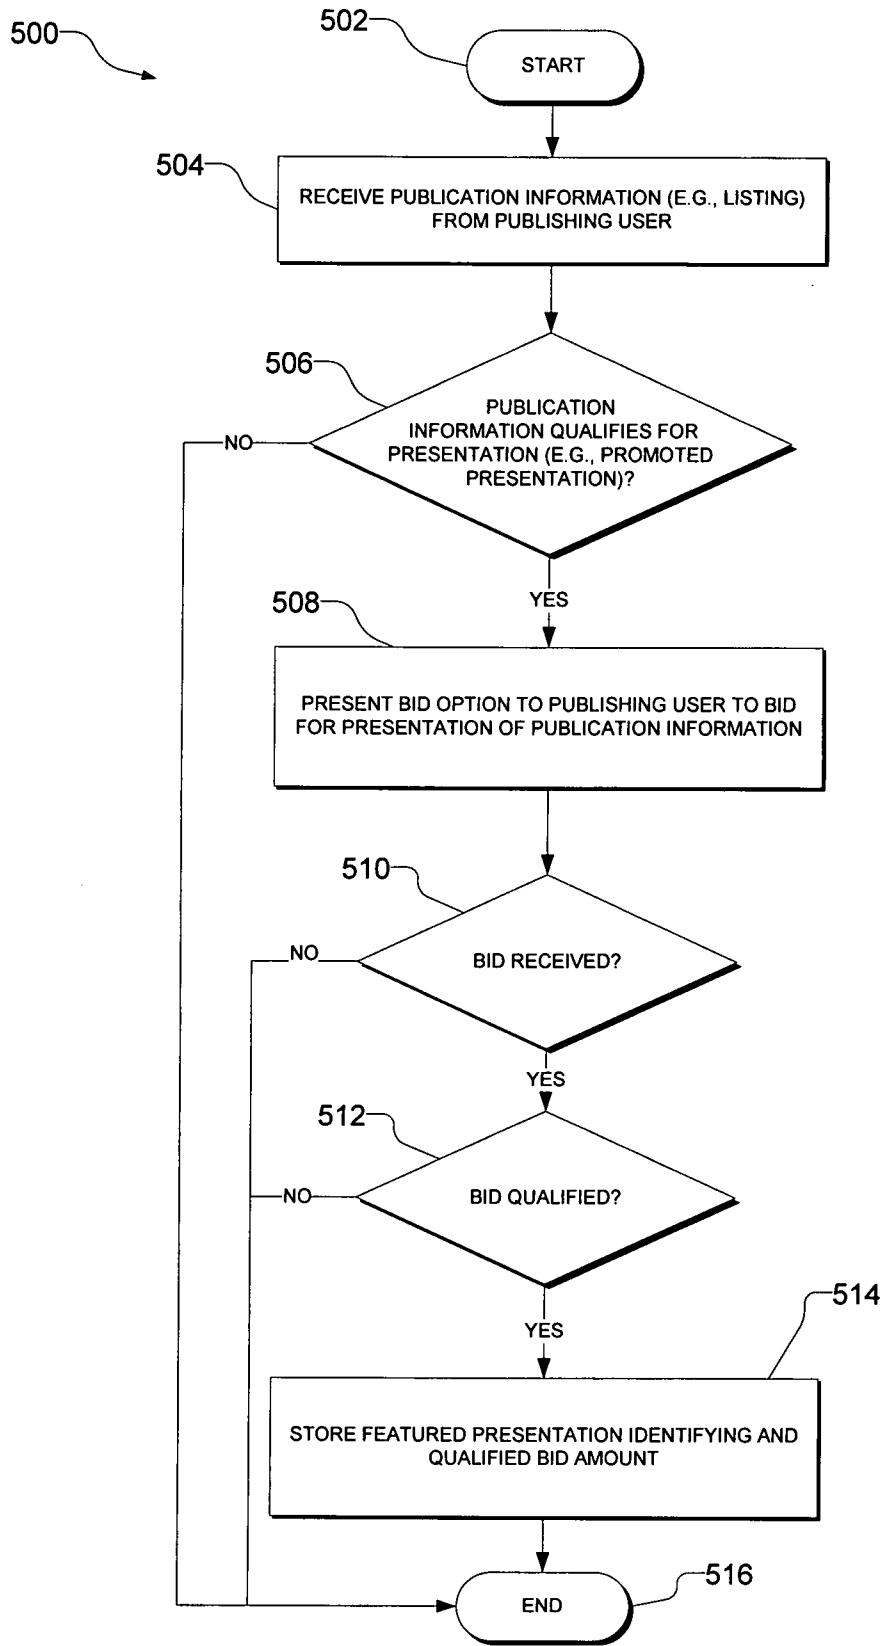 500
502
START
504
RECEIVE PUBLICATION INFORMATION (E.G., LISTING)
FROM PUBLISHING USER
506
PUBLICATION
INFORMATION QUALIFIES FOR
PRESENTATION (E.G., PROMOTED
PRESENTATION)?
NO
YES
508
PRESENT BID OPTION TO PUBLISHING USER TO BID
FOR PRESENTATION OF PUBLICATION INFORMATION
510
BID RECEIVED?
NO
YES
512
BID QUALIFIED?
NO
YES
514
STORE FEATURED PRESENTATION IDENTIFYING AND
QUALIFIED BID AMOUNT
END
516